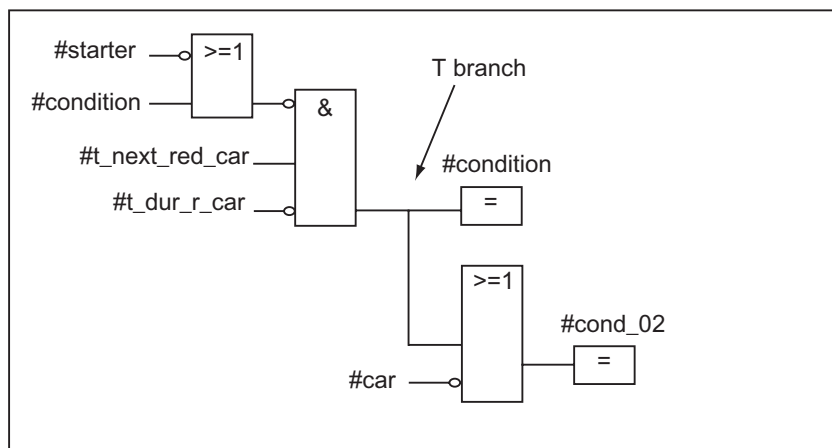 #starter
>=1
#condition
&
T branch
#t_next_red_car
#condition
#t_dur_r_car
=
>=1
#cond_02
=
#car